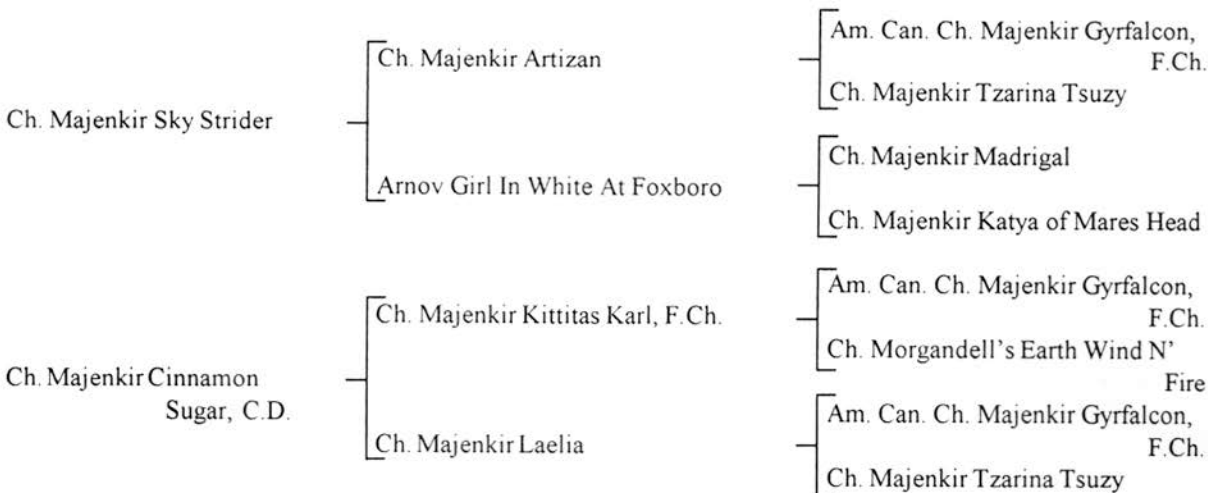 Am. Can. Ch. Majenkir Gyrfalcon,
F.Ch.
Ch. Majenkir Artizan
Ch. Majenkir Tzarina Tsuzy
Ch. Majenkir Sky Strider
Ch. Majenkir Madrigal
Arnov Girl In White At Foxboro
Ch. Majenkir Katya of Mares Head
Am. Can. Ch. Majenkir Gyrfalcon,
F.Ch.
Ch. Majenkir Kittitas Karl, F.Ch.
Ch. Morgandell's Earth Wind N'
Fire
Ch. Majenkir Cinnamon
Sugar, C.D.
Am. Can. Ch. Majenkir Gyrfalcon,
F.Ch.
Ch. Majenkir Laelia
Ch. Majenkir Tzarina Tsuzy